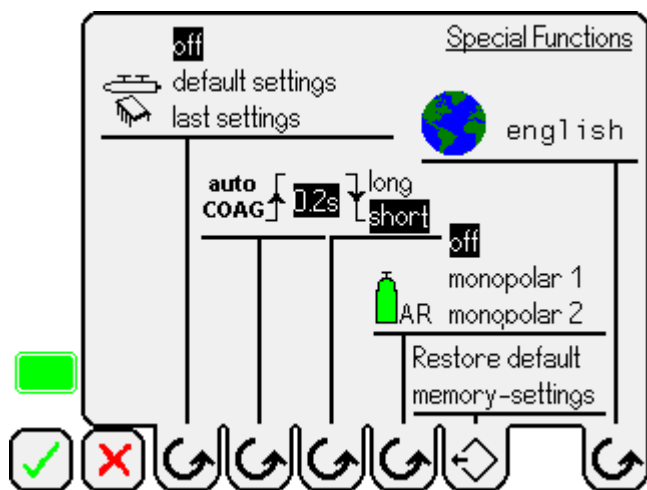 Special Functions
off
default settings
last settings
english
auto
COAG
0.2s
long
short
off
monopolar 1
AR monopolar 2
Restore default
memory-settings